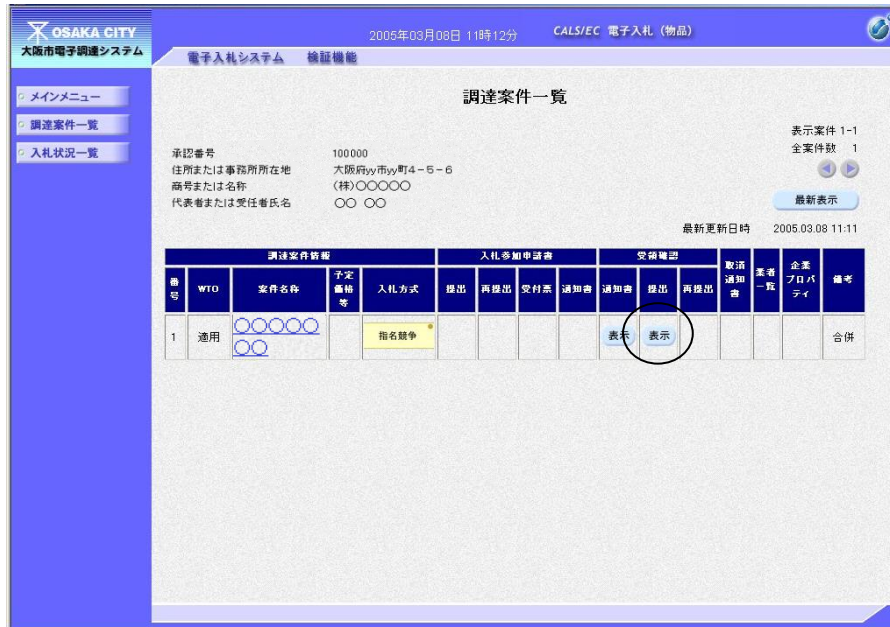 OSAKA CITY
大阪市電子調達システム
2005年03月08日 11時12分
CALS/EC 電子入札（物品）
電子入札システム 検証機能
メインメニュー
調達案件一覧
入札状況一覧
調達案件一覧
表示案件 1-1
全案件数 1
承認番号 100000
住所または事務所所在地 大阪府yy市yy町4－5－6
商号または名称 (株)〇〇〇〇〇
代表者または受任者氏名 〇〇 〇〇
最新表示
最新更新日時 2005.03.08 11:11
調達案件情報 入札参加申請書 受領確認 取消通知書 業者一覧 企業プロパティ 備考
番号 WTO 案件名称 予定価格等 入札方式 提出 再提出 受付票 通知書 通知書 提出 再提出
1 適用 〇〇〇〇〇 指名競争 表示 表示 合併
〇〇